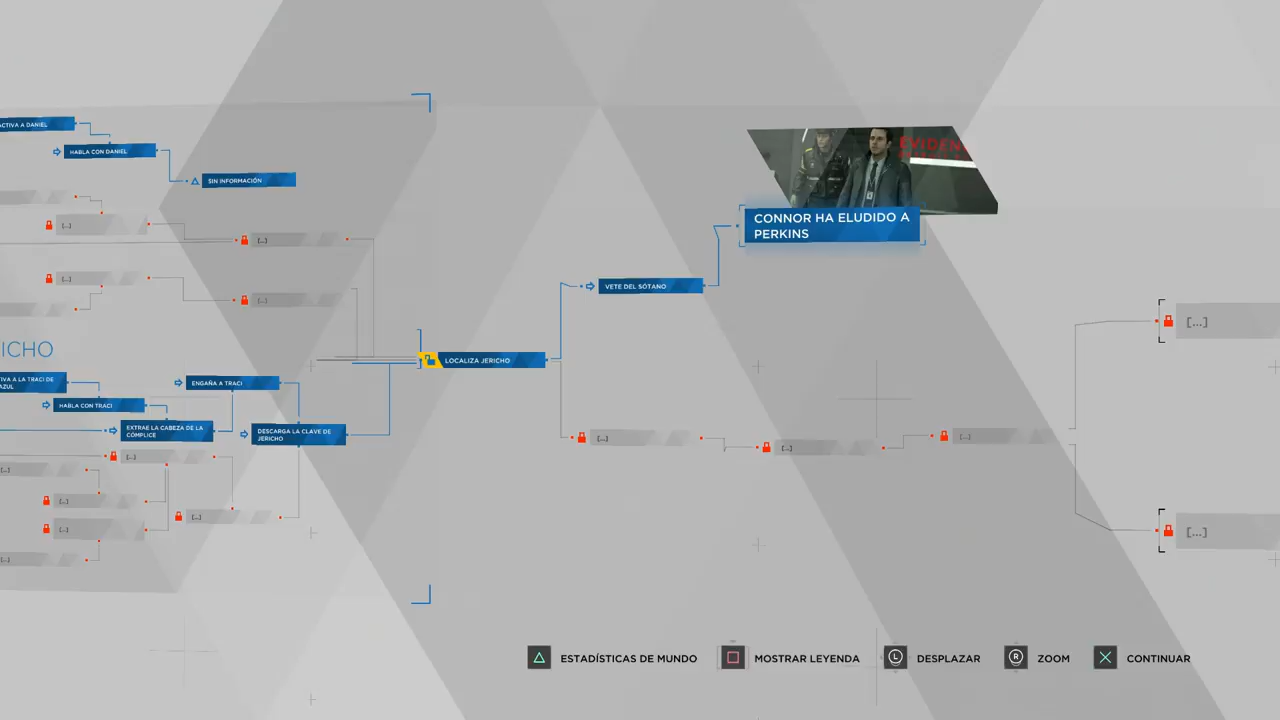 ACTIVA A DANIEL
HABLA CON DANIEL
SIN INFORMACIÓN
[...]
[...]
[...]
[...]
EVIDEN
CONNOR HA ELUDIDO A
PERKINS
VETE DEL SÓTANO
[...]
ICHO
LOCALIZA JERICHO
TIVA A LA TRACI DE
AZUL
ENGAÑA A TRACI
HABLA CON TRACI
EXTRAE LA CABEZA DE LA
CÓMPLICE
DESCARGA LA CLAVE DE
JERICHO
[...]
[...]
[...]
[...]
[...]
[...]
[...]
[...]
[...]
[...]
ESTADÍSTICAS DE MUNDO
MOSTRAR LEYENDA
L
DESPLAZAR
R
ZOOM
CONTINUAR